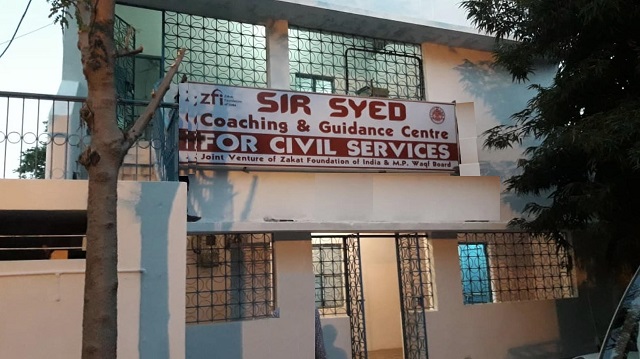 zfi
SIR SYED
Coaching & Guidance Centre
FOR CIVIL SERVICES
Joint Venture of Zakat Foundation of India & M.P. Waqf Board